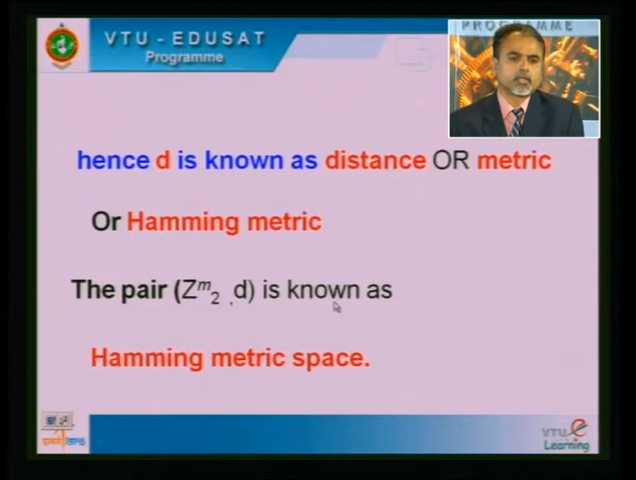 VTU - EDUSAT
Programme
PROGRAMME
hence d is known as distance OR metric
Or Hamming metric
The pair (Zᵐ₂ ,d) is known as
Hamming metric space.
VTU e
Learning